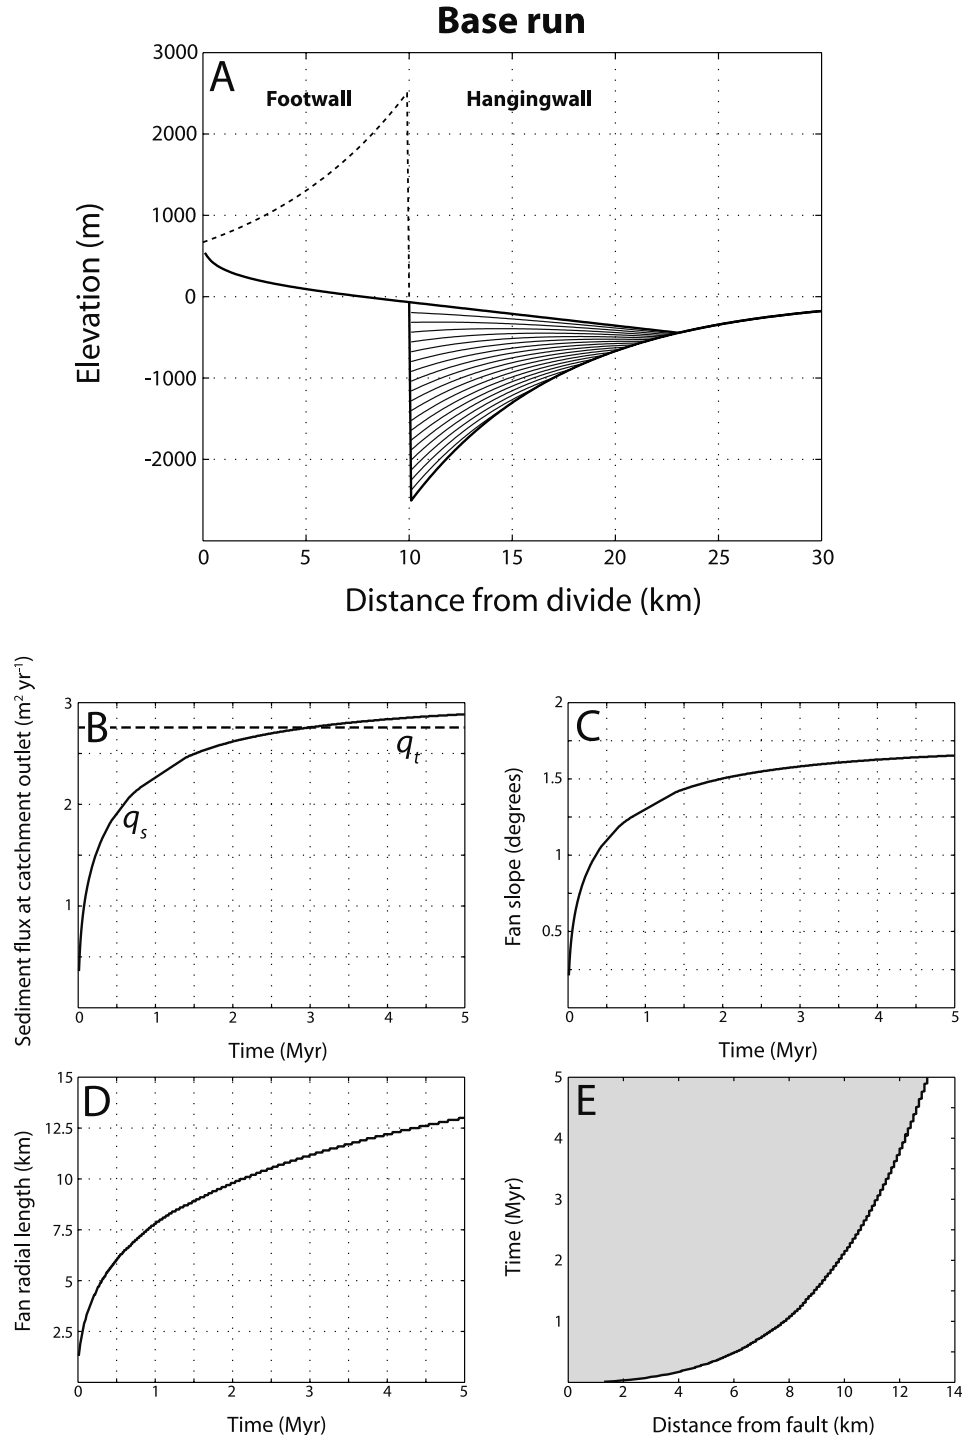 Base run
A
Footwall
Hangingwall
3000
2000
1000
0
-1000
-2000
Elevation (m)
0 5 10 15 20 25 30
Distance from divide (km)
B
Sediment flux at catchment outlet (m² yr⁻¹)
3
2
1
qₜ
qₛ
0 1 2 3 4 5
Time (Myr)
C
Fan slope (degrees)
2
1.5
1
0.5
0 1 2 3 4 5
Time (Myr)
D
Fan radial length (km)
15
12.5
10
7.5
5
2.5
0 1 2 3 4 5
Time (Myr)
E
Time (Myr)
5
4
3
2
1
0 2 4 6 8 10 12 14
Distance from fault (km)